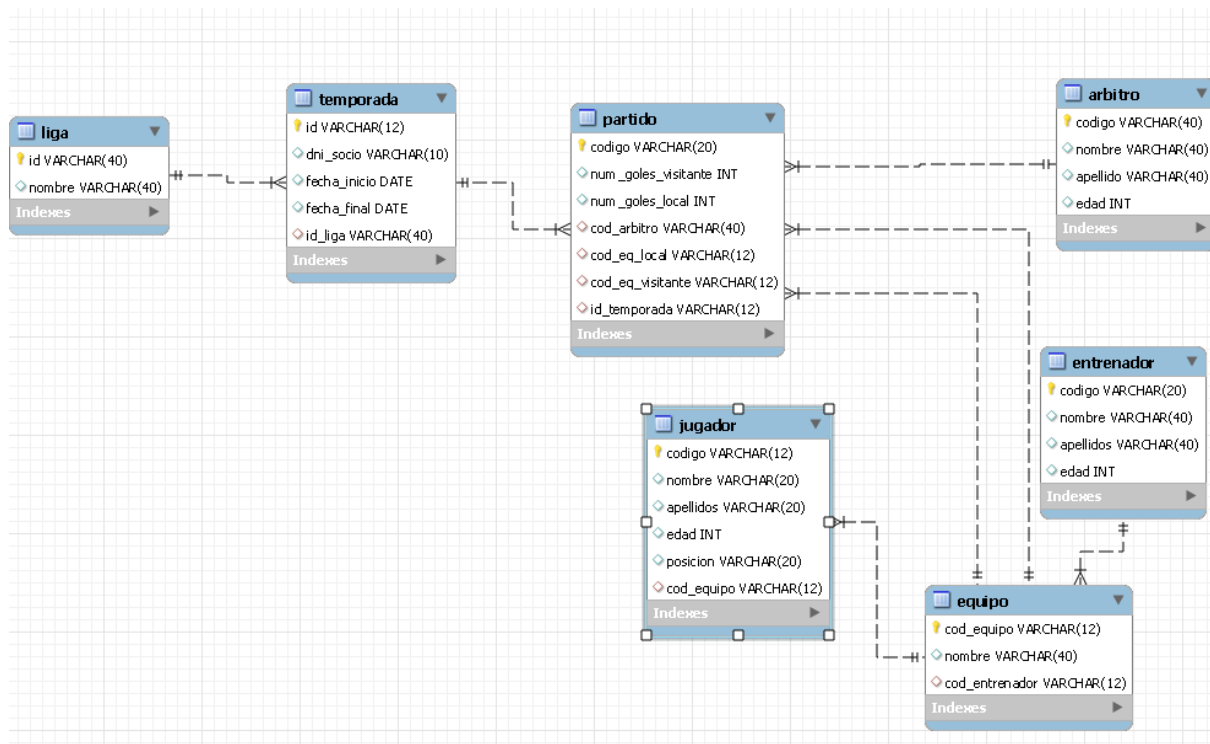 liga
id VARCHAR(40)
nombre VARCHAR(40)
Indexes
temporada
id VARCHAR(12)
dni_socio VARCHAR(10)
fecha_inicio DATE
fecha_final DATE
id_liga VARCHAR(40)
Indexes
partido
codigo VARCHAR(20)
num _goles_visitante INT
num _goles_local INT
cod_arbitro VARCHAR(40)
cod_eq_local VARCHAR(12)
cod_eq_visitante VARCHAR(12)
id_temporada VARCHAR(12)
Indexes
arbitro
codigo VARCHAR(40)
nombre VARCHAR(40)
apellido VARCHAR(40)
edad INT
Indexes
entrenador
codigo VARCHAR(20)
nombre VARCHAR(40)
apellidos VARCHAR(40)
edad INT
Indexes
jugador
codigo VARCHAR(12)
nombre VARCHAR(20)
apellidos VARCHAR(20)
edad INT
posicion VARCHAR(20)
cod_equipo VARCHAR(12)
Indexes
equipo
cod_equipo VARCHAR(12)
nombre VARCHAR(40)
cod_entrenador VARCHAR(12)
Indexes